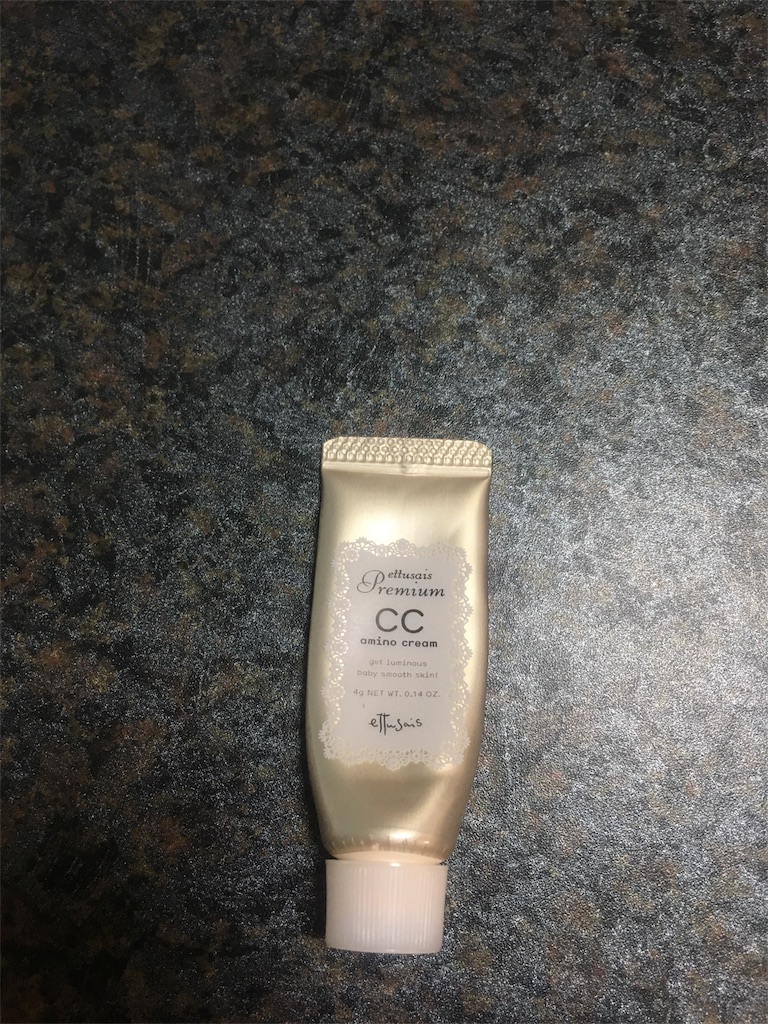 ettusais
Premium
CC
amino cream
get luminous
baby smooth skin!
4g NET WT. 0.14 OZ.
ettusais